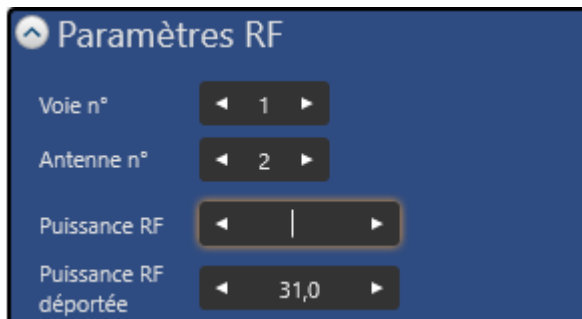 Paramètres RF
Voie n° 1
Antenne n° 2
Puissance RF
Puissance RF
déportée 31,0